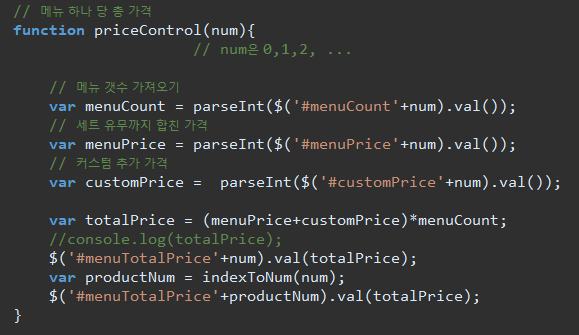 // 메뉴 하나 당 총 가격
function priceControl(num){
// num은 0,1,2, ...
// 메뉴 갯수 가져오기
var menuCount = parseInt($('#menuCount'+num).val());
// 세트 유무까지 합친 가격
var menuPrice = parseInt($('#menuPrice'+num).val());
// 커스텀 추가 가격
var customPrice =  parseInt($('#customPrice'+num).val());
var totalPrice = (menuPrice+customPrice)*menuCount;
//console.log(totalPrice);
$('#menuTotalPrice'+num).val(totalPrice);
var productNum = indexToNum(num);
$('#menuTotalPrice'+productNum).val(totalPrice);
}